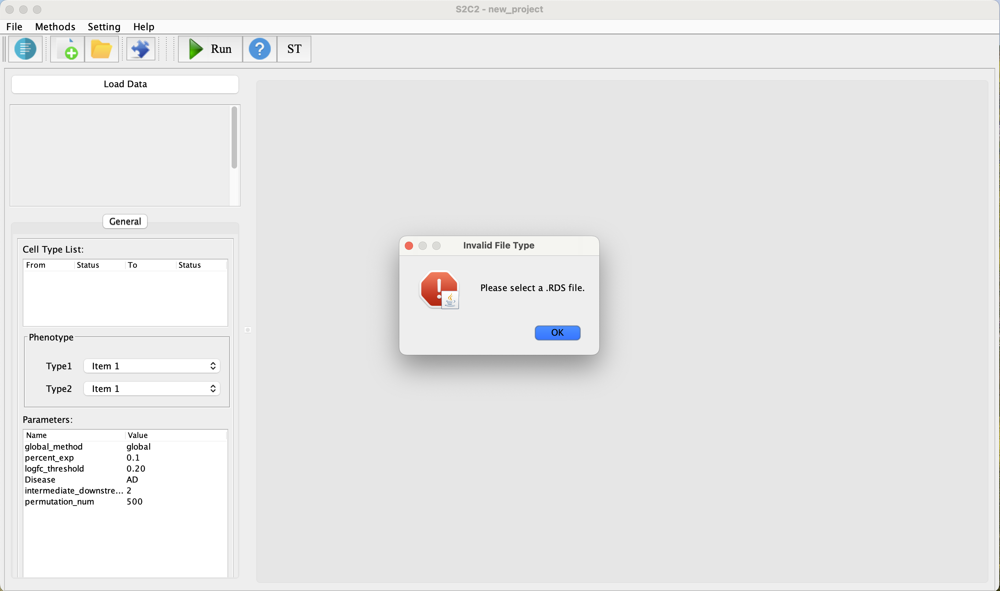 S2C2 - new_project
File Methods Setting Help
Run ? ST
Load Data
General
Cell Type List:
From Status To Status
Phenotype
Type1 Item 1
Type2 Item 1
Parameters:
Name Value
global_method global
percent_exp 0.1
logfc_threshold 0.20
Disease AD
intermediate_downstre... 2
permutation_num 500
Invalid File Type
Please select a .RDS file.
OK